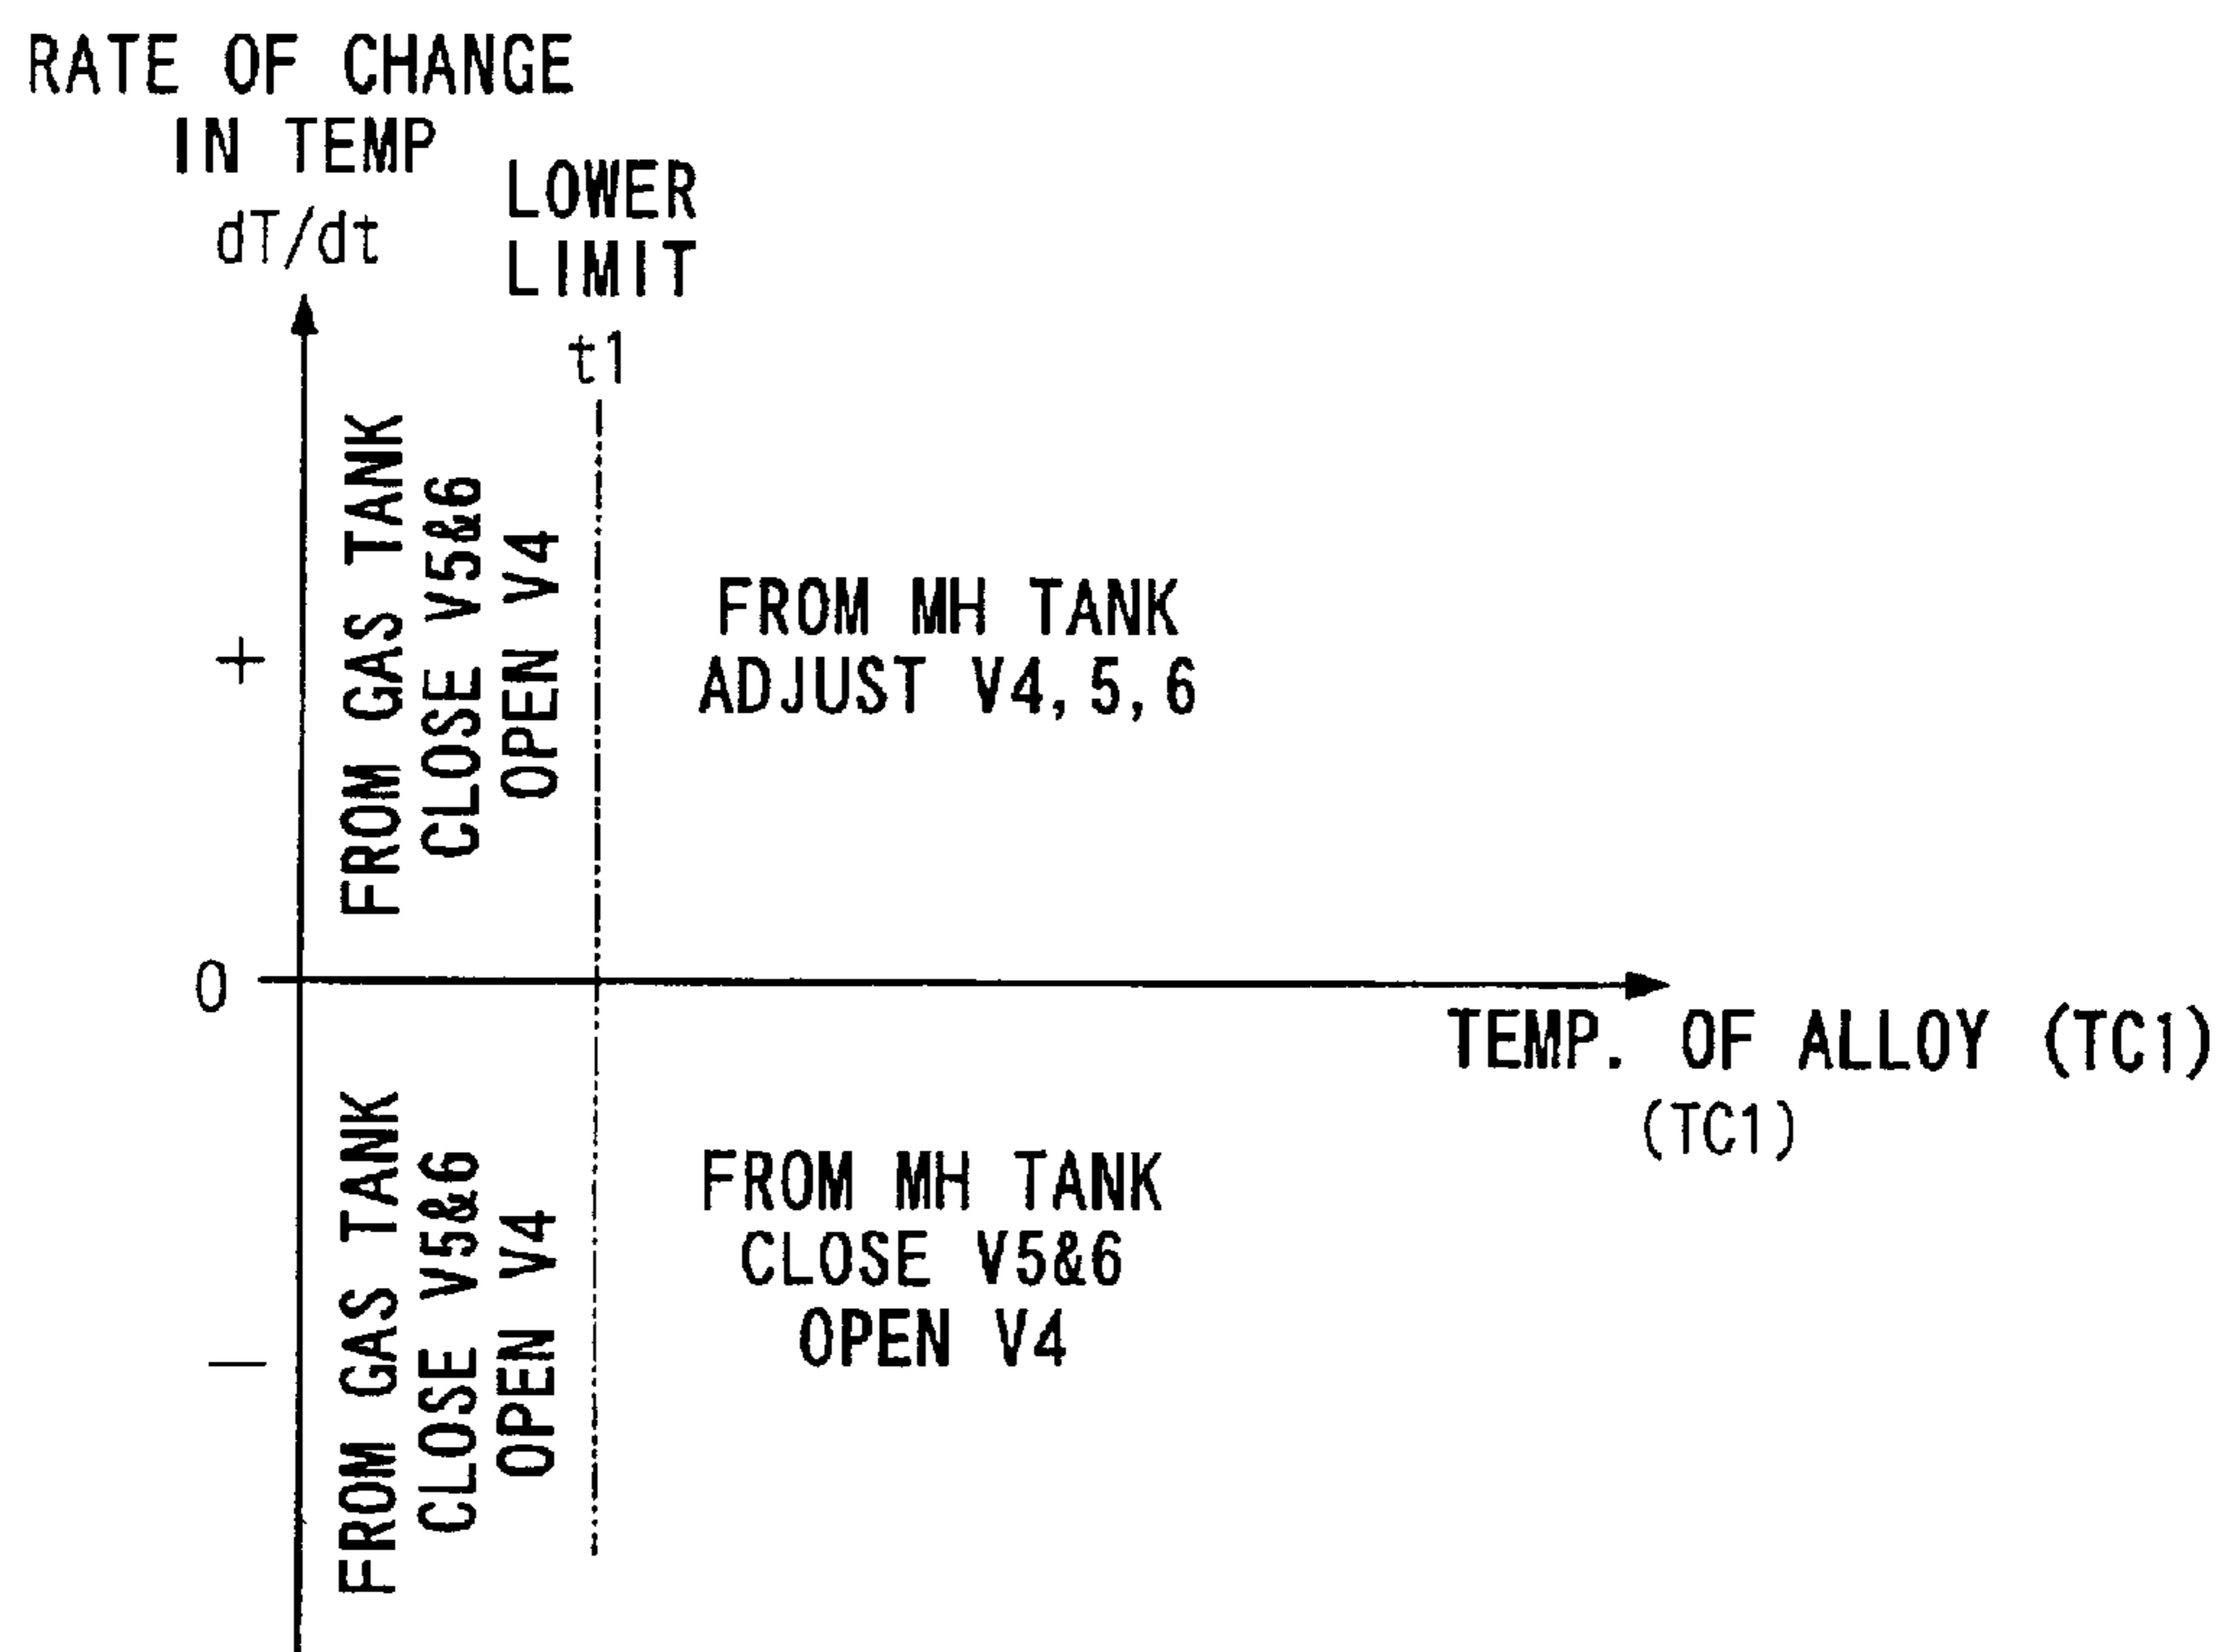 RATE OF CHANGE
IN TEMP
dT/dt
LOWER
LIMIT
t1
FROM GAS TANK
CLOSE V5&6
OPEN V4
+
FROM MH TANK
ADJUST V4,5,6
0
TEMP. OF ALLOY (TC1)
(TC1)
FROM GAS TANK
CLOSE V5&6
OPEN V4
−
FROM MH TANK
CLOSE V5&6
OPEN V4